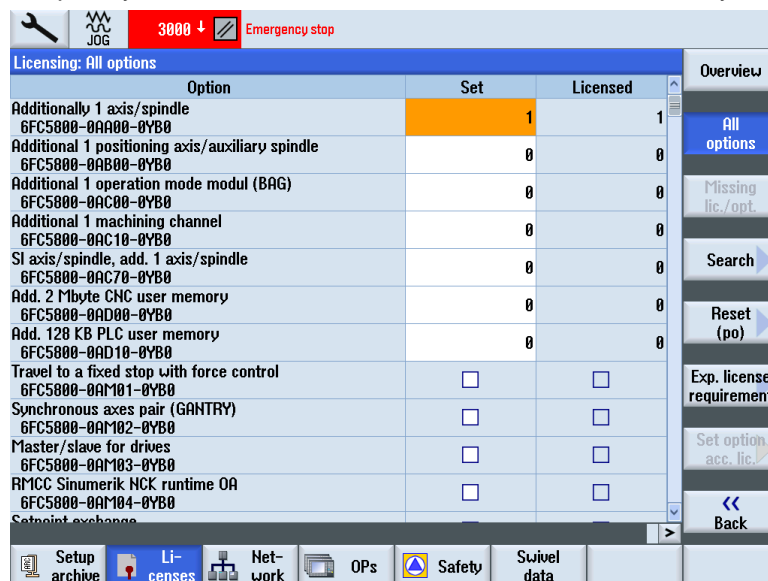 JOG
3000
Emergency stop
Licensing: All options
Overview
Option Set Licensed
Additionally 1 axis/spindle
6FC5800-0AA00-0YB0 1 1
All
options
Additional 1 positioning axis/auxiliary spindle
6FC5800-0AB00-0YB0 0 0
Additional 1 operation mode modul (BAG)
6FC5800-0AC00-0YB0 0 0
Missing
lic./opt.
Additional 1 machining channel
6FC5800-0AC10-0YB0 0 0
SI axis/spindle, add. 1 axis/spindle
6FC5800-0AC70-0YB0 0 0
Search
Add. 2 Mbyte CNC user memory
6FC5800-0AD00-0YB0 0 0
Reset
(po)
Add. 128 KB PLC user memory
6FC5800-0AD10-0YB0 0 0
Travel to a fixed stop with force control
6FC5800-0AM01-0YB0
Exp. license
requiremen
Synchronous axes pair (GANTRY)
6FC5800-0AM02-0YB0
Master/slave for drives
6FC5800-0AM03-0YB0
Set option
acc. lic.
RMCC Sinumerik NCK runtime OA
6FC5800-0AM04-0YB0
Setpoint exchange
<<
Back
>
Setup
archive
Li-
censes
Net-
work
OPs
Safety
Swivel
data